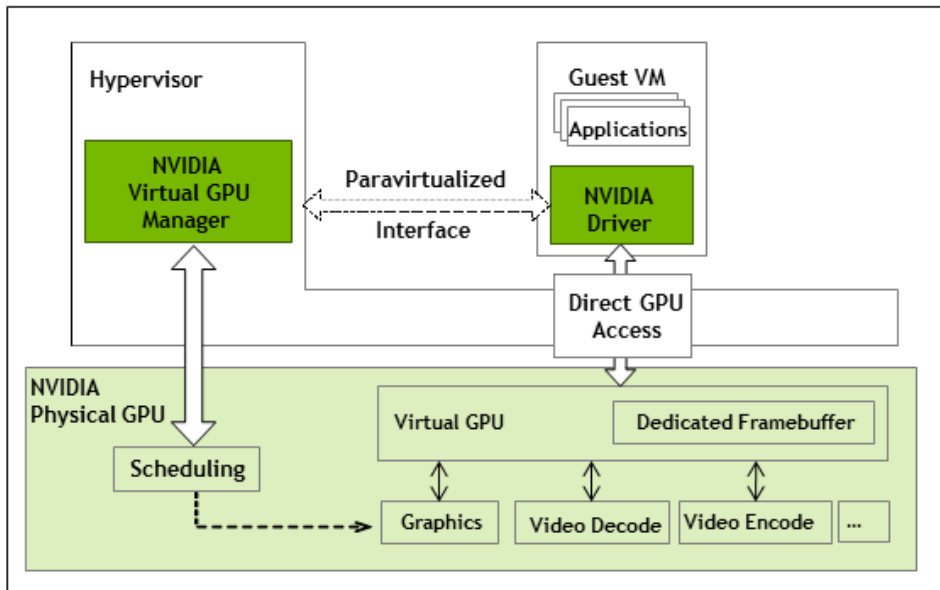 Hypervisor
Guest VM
Applications
NVIDIA
Virtual GPU
Manager
Paravirtualized
Interface
NVIDIA
Driver
Direct GPU
Access
NVIDIA
Physical GPU
Virtual GPU
Dedicated Framebuffer
Scheduling
Graphics
Video Decode
Video Encode
...